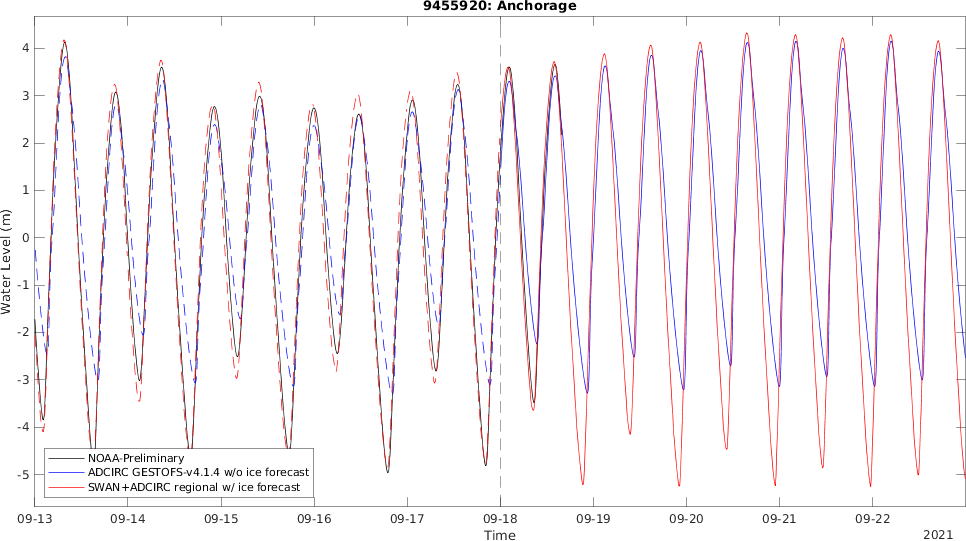 9455920: Anchorage
4
3
2
1
0
-1
-2
-3
-4
-5
Water Level (m)
NOAA-Preliminary
ADCIRC GESTOFS-v4.1.4 w/o ice forecast
SWAN+ADCIRC regional w/ ice forecast
09-13 09-14 09-15 09-16 09-17 09-18 09-19 09-20 09-21 09-22
Time
2021